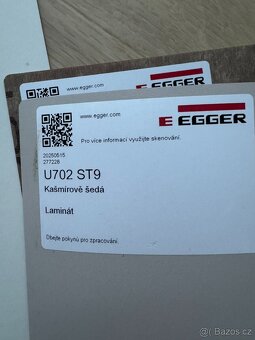 www.egger.com
EGGER
www.egger.com
Pro více informací využijte skenování.
EGGER
20250515
277228
U702 ST9
Kašmírově šedá
Laminát
Dbejte pokynů pro zpracování.
© Bazos.cz